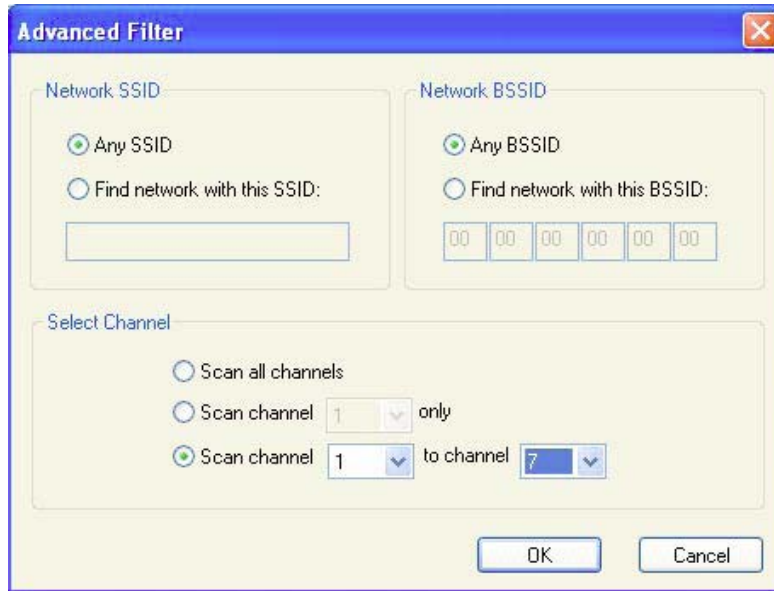 Advanced Filter
Network SSID
Any SSID
Find network with this SSID:
Network BSSID
Any BSSID
Find network with this BSSID:
00 00 00 00 00 00
Select Channel
Scan all channels
Scan channel 1 only
Scan channel 1 to channel 7
OK Cancel